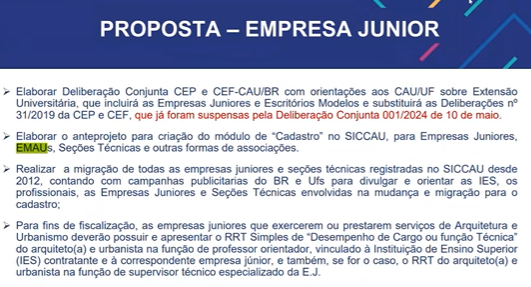 PROPOSTA – EMPRESA JUNIOR
➢ Elaborar Deliberação Conjunta CEP e CEF-CAU/BR com orientações aos CAU/UF sobre Extensão
Universitária, que incluirá as Empresas Juniores e Escritórios Modelos e substituirá as Deliberações nº
31/2019 da CEP e CEF, que já foram suspensas pela Deliberação Conjunta 001/2024 de 10 de maio.
➢ Elaborar o anteprojeto para criação do módulo de “Cadastro” no SICCAU, para Empresas Juniores,
EMAUs, Seções Técnicas e outras formas de associações.
➢ Realizar a migração de todas as empresas juniores e seções técnicas registradas no SICCAU desde
2012, contando com campanhas publicitarias do BR e Ufs para divulgar e orientar as IES, os
profissionais, as Empresas Juniores e Seções Técnicas envolvidas na mudança e migração para o
cadastro;
➢ Para fins de fiscalização, as empresas juniores que exercerem ou prestarem serviços de Arquitetura e
Urbanismo deverão possuir e apresentar o RRT Simples de “Desempenho de Cargo ou função Técnica”
do arquiteto(a) e urbanista na função de professor orientador, vinculado à Instituição de Ensino Superior
(IES) contratante e à correspondente empresa júnior, e também, se for o caso, o RRT do arquiteto(a) e
urbanista na função de supervisor técnico especializado da E.J.